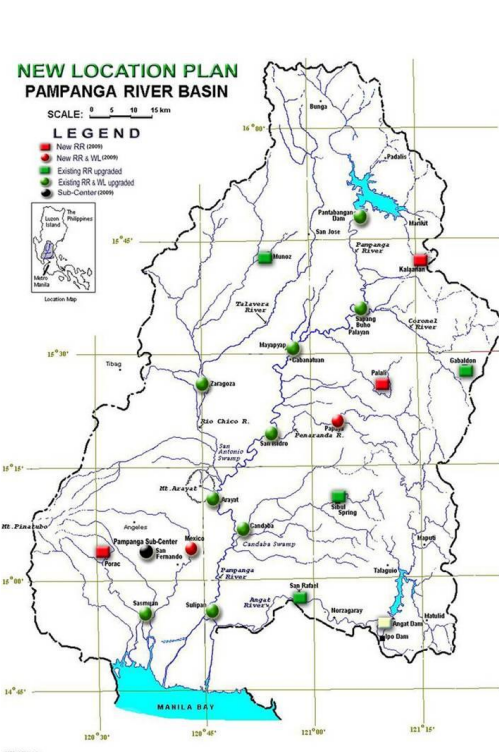 NEW LOCATION PLAN
PAMPANGA RIVER BASIN
SCALE: 0 5 10 15 km
LEGEND
New RR (2009)
New RR & WL (2009)
Existing RR upgraded
Existing RR & WL upgraded
Sub-Center (2009)
Luzon Island
The Philippines
Metro Manila
Location Map
Bunga
16° 00'
Padalis
Pantabangan Dam
Marikit
San Jose
15° 45'
Pampanga River
Munoz
Kalaanan
Talavera River
Sapang Buho
Palayan
Coronel River
Mayapyap
Cabanatuan
15° 30'
Gabaldon
Tibag
Palali
Zaragoza
Rio Chico R.
Papaya
Penaranda R.
San Isidro
San Antonio Swamp
15° 15'
Mt. Arayat
Arayat
Sibul Spring
Mt. Pinatubo
Angeles
Candaba
Candaba Swamp
Pampanga Sub-Center
Mexico
San Fernando
Maputi
Porac
Pampanga River
Talaguio
15° 00'
San Rafael
Angat River
Sasmuan
Sulipan
Norzagaray
Matulid
Angat Dam
Ipo Dam
14° 45'
MANILA BAY
120° 30'
120° 45'
121° 00'
121° 15'